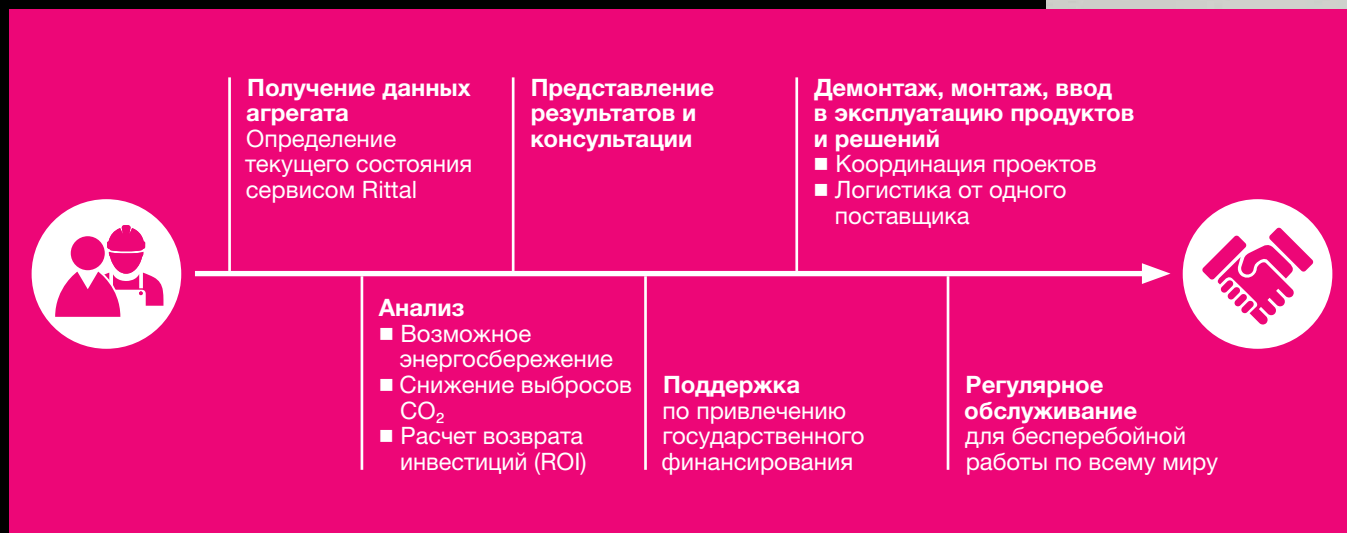 Получение данных
агрегата
Определение
текущего состояния
сервисом Rittal
Анализ
■ Возможное
энергосбережение
■ Снижение выбросов
CO₂
■ Расчет возврата
инвестиций (ROI)
Представление
результатов и
консультации
Поддержка
по привлечению
государственного
финансирования
Демонтаж, монтаж, ввод
в эксплуатацию продуктов
и решений
■ Координация проектов
■ Логистика от одного
поставщика
Регулярное
обслуживание
для бесперебойной
работы по всему миру